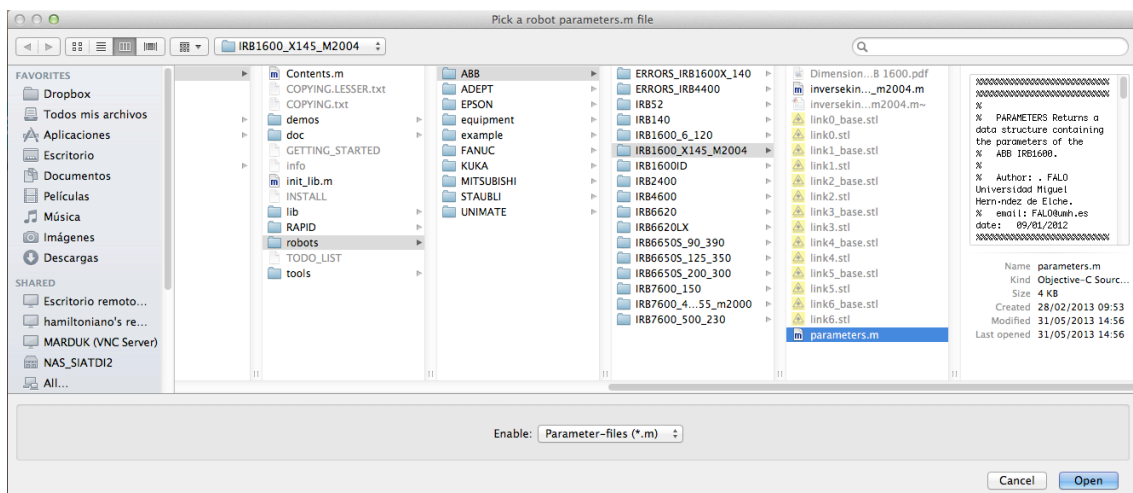 Pick a robot parameters.m file
IRB1600_X145_M2004
FAVORITES
Dropbox
Todos mis archivos
Aplicaciones
Escritorio
Documentos
Películas
Música
Imágenes
Descargas
SHARED
Escritorio remoto...
hamiltoniano's re...
MARDUK (VNC Server)
NAS_SIATDI2
All...
Contents.m
COPYING.LESSER.txt
COPYING.txt
demos
doc
GETTING_STARTED
info
init_lib.m
INSTALL
lib
RAPID
robots
TODO_LIST
tools
ABB
ADEPT
EPSON
equipment
example
FANUC
KUKA
MITSUBISHI
STAUBLI
UNIMATE
ERRORS_IRB1600X_140
ERRORS_IRB4400
IRB52
IRB140
IRB1600_6_120
IRB1600_X145_M2004
IRB1600ID
IRB2400
IRB4600
IRB6620
IRB6620LX
IRB6650S_90_390
IRB6650S_125_350
IRB6650S_200_300
IRB7600_150
IRB7600_4...55_m2000
IRB7600_500_230
Dimension...B 1600.pdf
inversekin..._m2004.m
inversekin...m2004.m~
link0_base.stl
link0.stl
link1_base.stl
link1.stl
link2_base.stl
link2.stl
link3_base.stl
link3.stl
link4_base.stl
link4.stl
link5_base.stl
link5.stl
link6_base.stl
link6.stl
parameters.m
%
% PARAMETERS Returns a
data structure containing
the parameters of the
% ABB IRB1600.
%
% Author: . FALO
Universidad Miguel
Hern·ndez de Elche.
% email: FALO@umh.es
date: 09/01/2012
Name parameters.m
Kind Objective-C Sourc...
Size 4 KB
Created 28/02/2013 09:53
Modified 31/05/2013 14:56
Last opened 31/05/2013 14:56
Enable: Parameter-files (*.m)
Cancel
Open